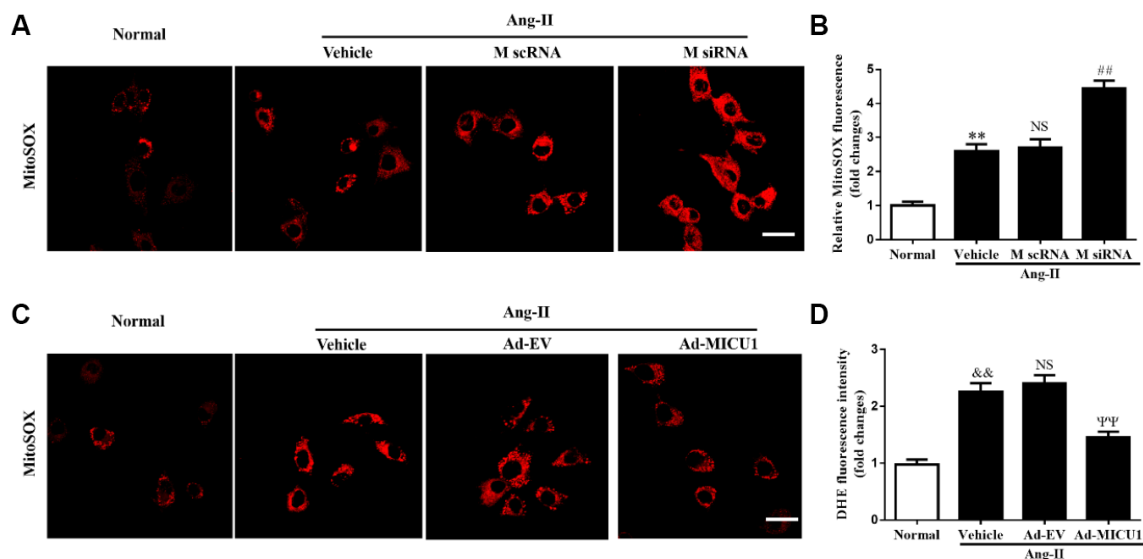 A
Ang-II
Normal
Vehicle
M scRNA
M siRNA
MitoSOX
B
Relative MitoSOX fluorescence
(fold changes)
5
4
3
2
1
0
**
NS
##
Normal
Vehicle
M scRNA
M siRNA
Ang-II
C
Ang-II
Normal
Vehicle
Ad-EV
Ad-MICU1
MitoSOX
D
DHE fluorescence intensity
(fold changes)
3
2
1
0
&&
NS
ΨΨ
Normal
Vehicle
Ad-EV
Ad-MICU1
Ang-II